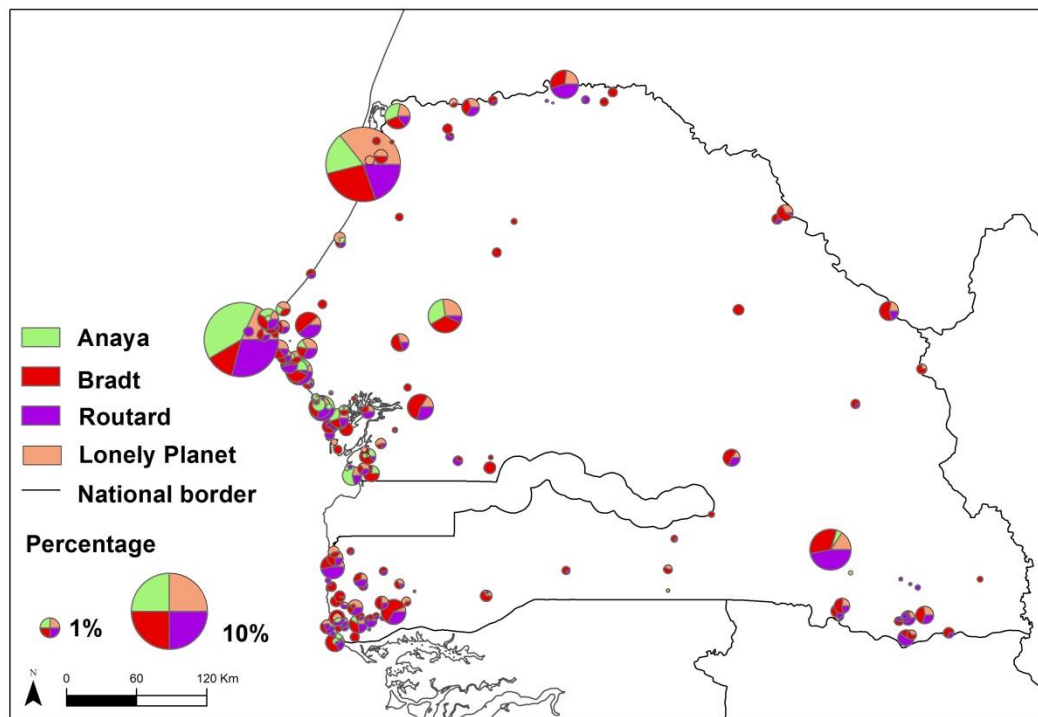 Anaya
Bradt
Routard
Lonely Planet
National border
Percentage
1%
10%
N
0 60 120 Km